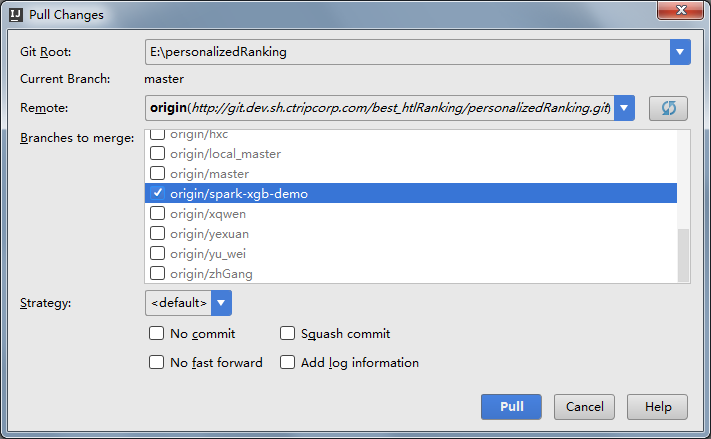 IJ Pull Changes
Git Root: E:\personalizedRanking
Current Branch: master
Remote: origin(http://git.dev.sh.ctripcorp.com/best_htlRanking/personalizedRanking.git)
Branches to merge: origin/hxc
origin/local_master
origin/master
origin/spark-xgb-demo
origin/xqwen
origin/yexuan
origin/yu_wei
origin/zhGang
Strategy: <default>
No commit Squash commit
No fast forward Add log information
Pull Cancel Help